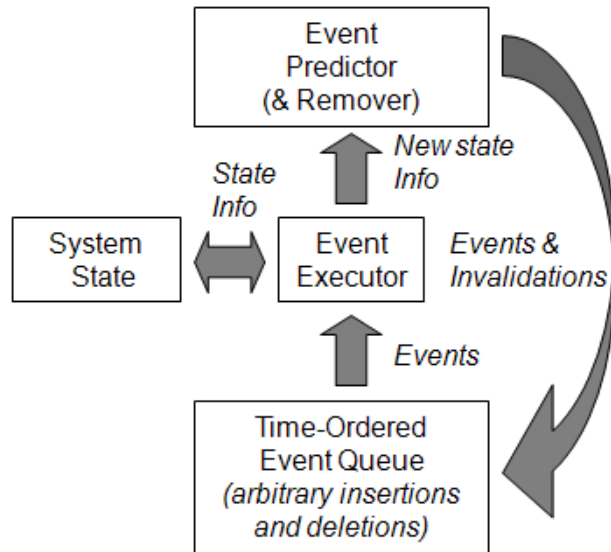 Event
Predictor
(& Remover)
New state
Info
State
Info
System
State
Event
Executor
Events &
Invalidations
Events
Time-Ordered
Event Queue
(arbitrary insertions
and deletions)